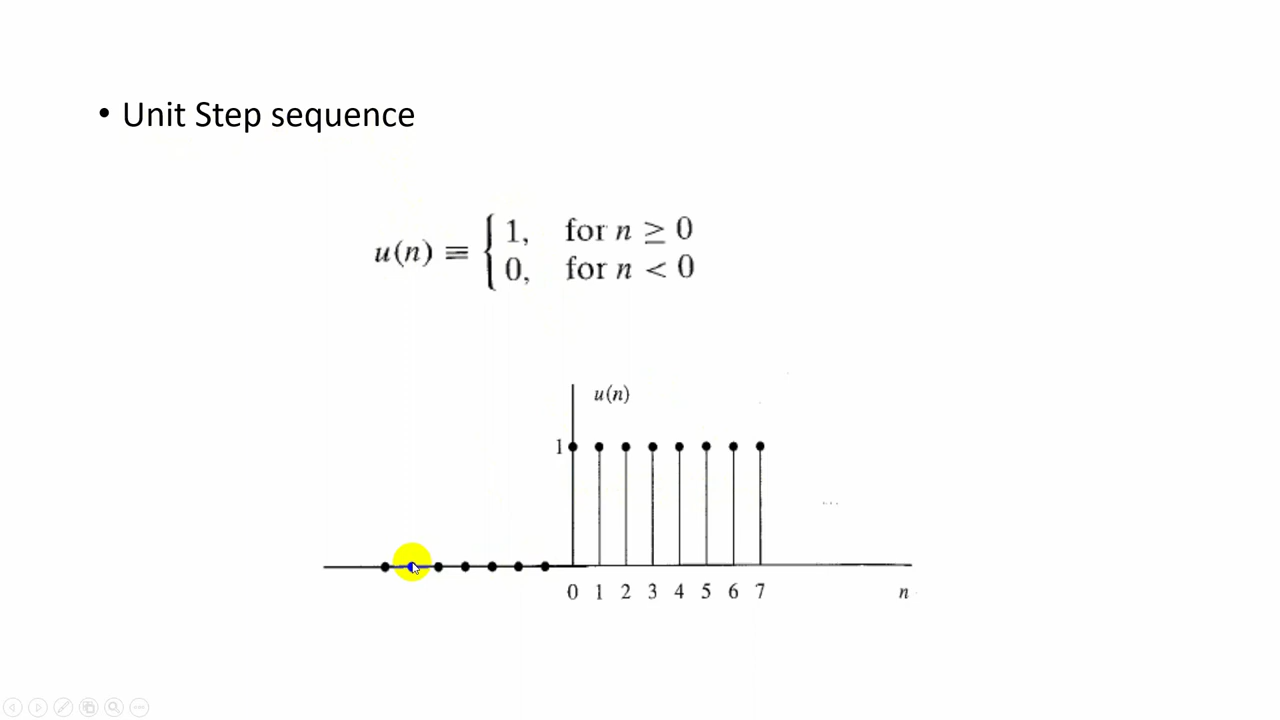 • Unit Step sequence
u(n) ≡ { 1, for n ≥ 0
0, for n < 0
u(n)
1
...
0 1 2 3 4 5 6 7 n